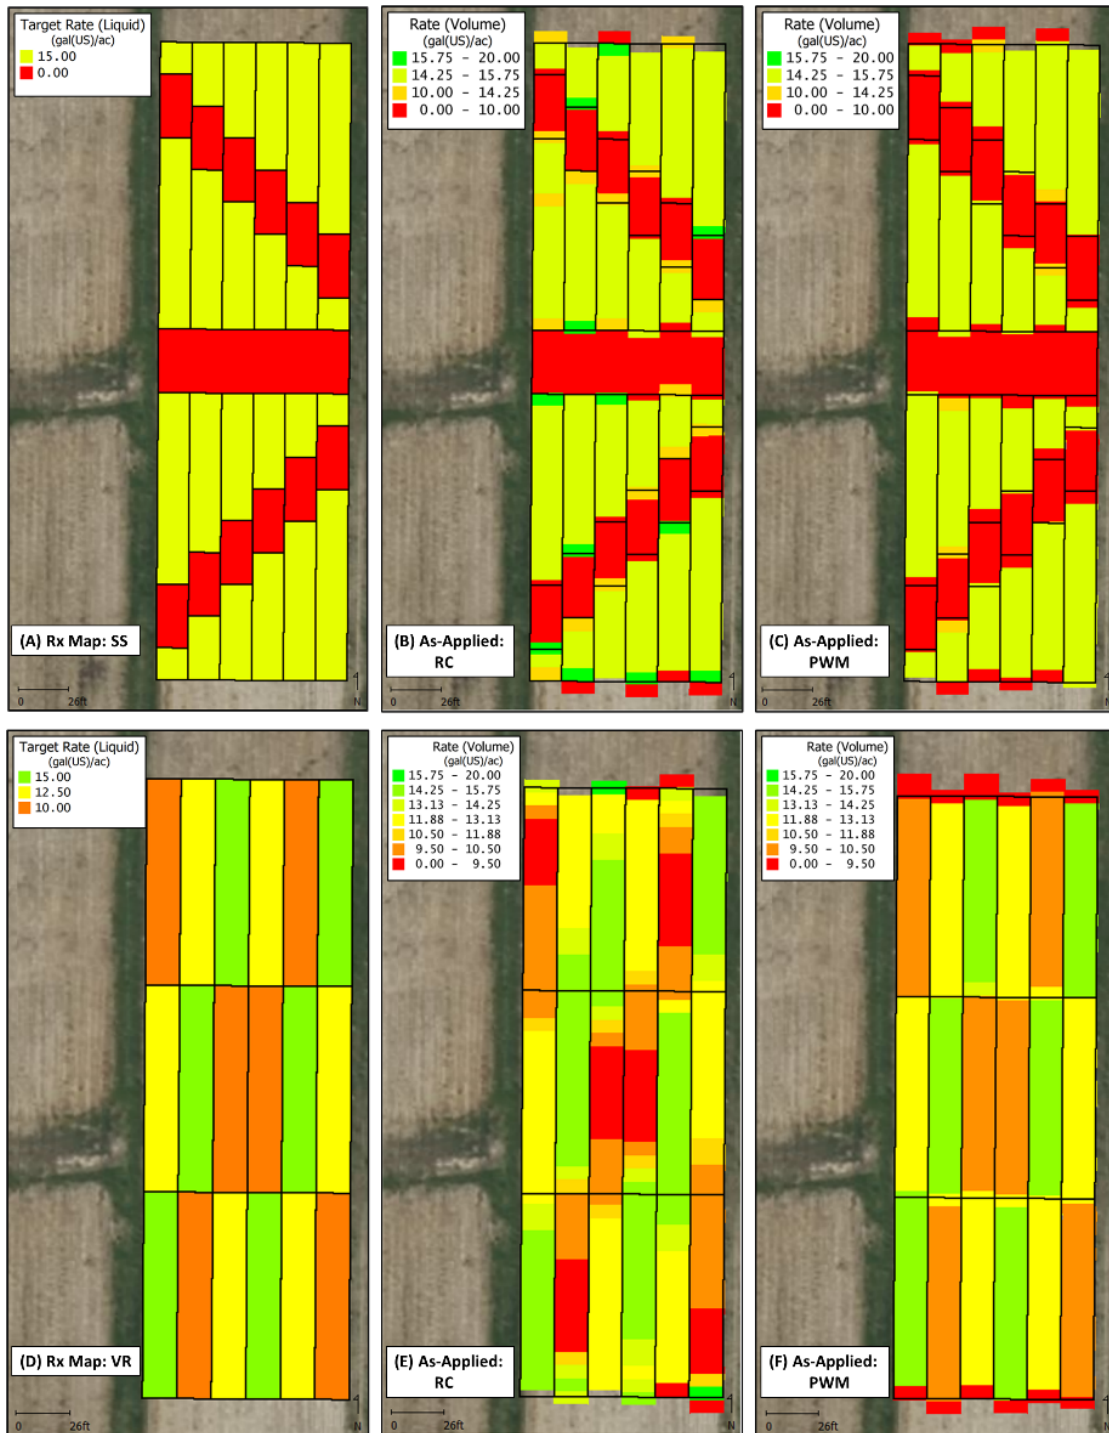 Target Rate (Liquid)
(gal(US)/ac)
15.00
0.00
(A) Rx Map: SS
0 26ft
N
Rate (Volume)
(gal(US)/ac)
15.75 - 20.00
14.25 - 15.75
10.00 - 14.25
0.00 - 10.00
(B) As-Applied:
RC
0 26ft
N
Rate (Volume)
(gal(US)/ac)
15.75 - 20.00
14.25 - 15.75
10.00 - 14.25
0.00 - 10.00
(C) As-Applied:
PWM
0 26ft
N
Target Rate (Liquid)
(gal(US)/ac)
15.00
12.50
10.00
(D) Rx Map: VR
0 26ft
N
Rate (Volume)
(gal(US)/ac)
15.75 - 20.00
14.25 - 15.75
13.13 - 14.25
11.88 - 13.13
10.50 - 11.88
9.50 - 10.50
0.00 - 9.50
(E) As-Applied:
RC
0 26ft
N
Rate (Volume)
(gal(US)/ac)
15.75 - 20.00
14.25 - 15.75
13.13 - 14.25
11.88 - 13.13
10.50 - 11.88
9.50 - 10.50
0.00 - 9.50
(F) As-Applied:
PWM
0 26ft
N